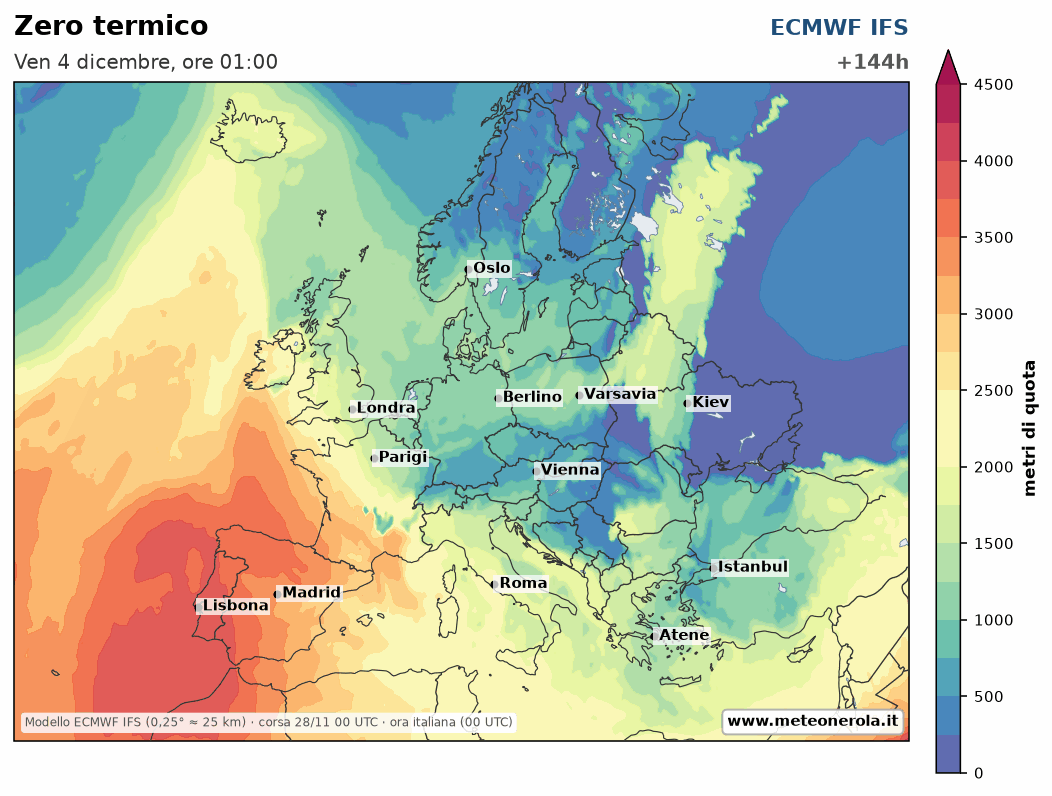 Zero termico
ECMWF IFS
Ven 4 dicembre, ore 01:00
+144h
4500
4000
3500
3000
2500
2000
1500
1000
500
0
metri di quota
Oslo
Berlino
Varsavia
Kiev
Londra
Parigi
Vienna
Istanbul
Roma
Madrid
Lisbona
Atene
Modello ECMWF IFS (0,25° ≈ 25 km) · corsa 28/11 00 UTC · ora italiana (00 UTC)
www.meteonerola.it